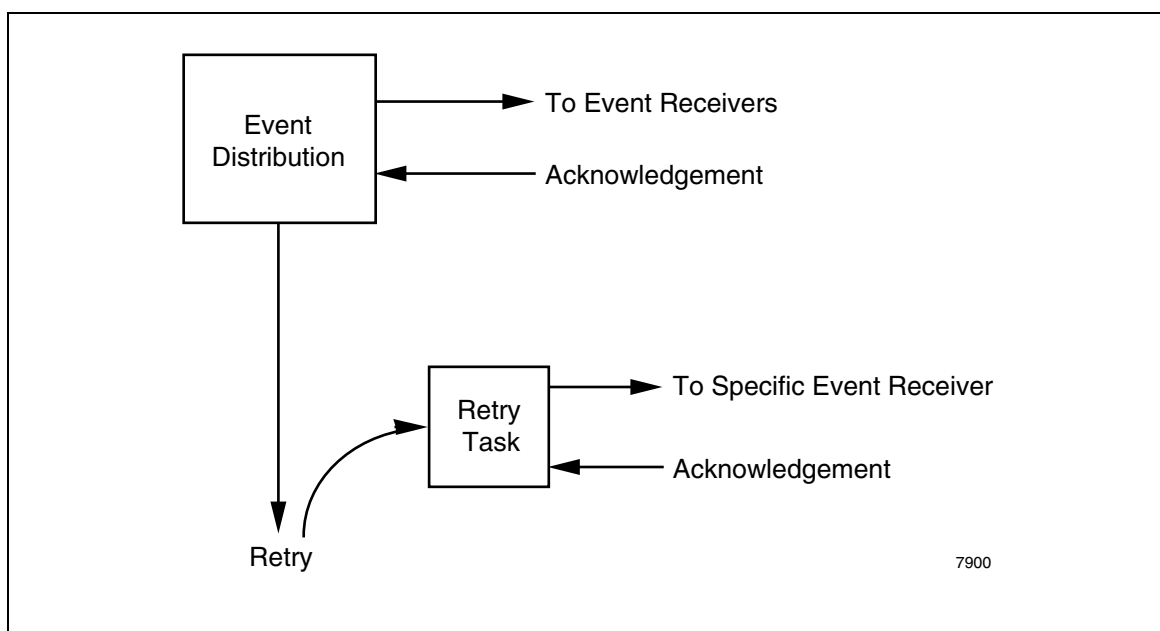 Event
Distribution
To Event Receivers
Acknowledgement
Retry
Task
To Specific Event Receiver
Acknowledgement
Retry
7900